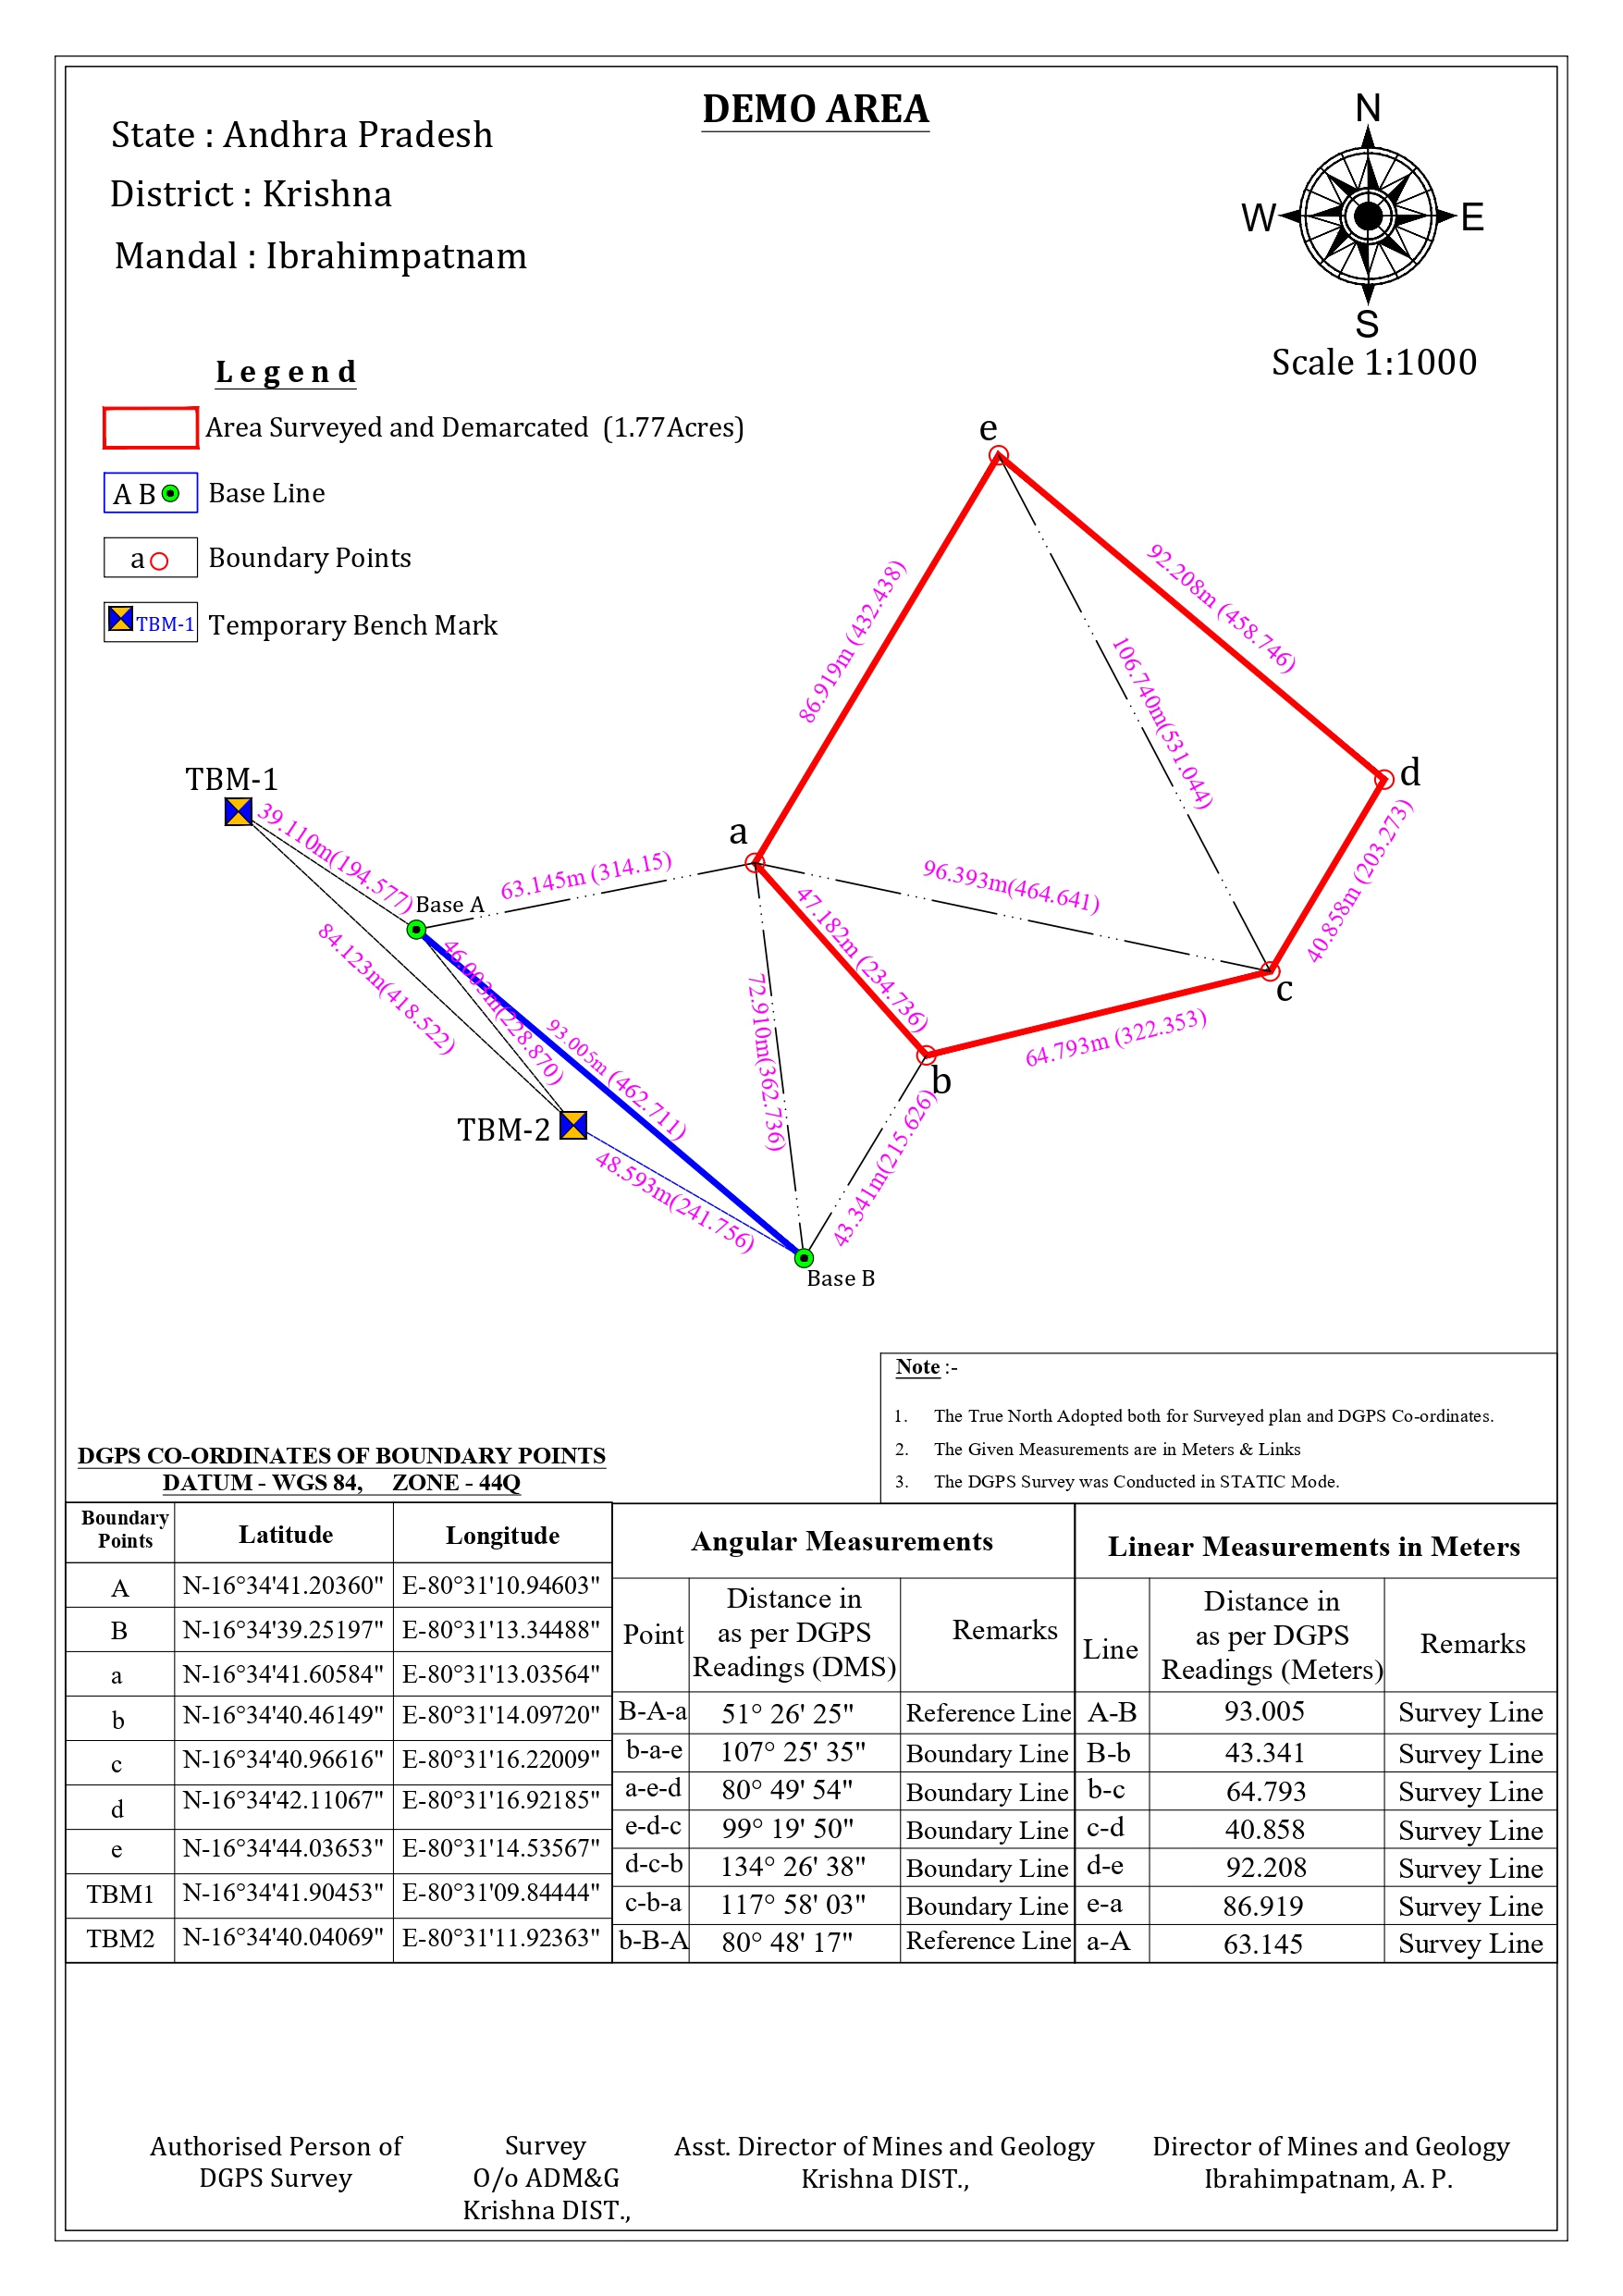 DEMO AREA
State : Andhra Pradesh
District : Krishna
Mandal : Ibrahimpatnam
N
W
E
S
Scale 1:1000
Legend
Area Surveyed and Demarcated (1.77Acres)
A B
Base Line
a
Boundary Points
TBM-1
Temporary Bench Mark
e
92.208m (458.746)
86.919m (432.438)
106.740m(531.044)
d
TBM-1
39.110m(194.577)
a
96.393m(464.641)
40.858m (203.273)
63.145m (314.15)
Base A
47.182m (234.736)
c
84.123m(418.522)
46.003m(228.870)
93.005m (462.711)
72.910m(362.736)
64.793m (322.353)
b
TBM-2
43.341m(215.626)
48.593m(241.756)
Base B
Note :-
1. The True North Adopted both for Surveyed plan and DGPS Co-ordinates.
2. The Given Measurements are in Meters & Links
3. The DGPS Survey was Conducted in STATIC Mode.
DGPS CO-ORDINATES OF BOUNDARY POINTS
DATUM - WGS 84, ZONE - 44Q
Boundary Points Latitude Longitude
A N-16°34'41.20360" E-80°31'10.94603"
B N-16°34'39.25197" E-80°31'13.34488"
a N-16°34'41.60584" E-80°31'13.03564"
b N-16°34'40.46149" E-80°31'14.09720"
c N-16°34'40.96616" E-80°31'16.22009"
d N-16°34'42.11067" E-80°31'16.92185"
e N-16°34'44.03653" E-80°31'14.53567"
TBM1 N-16°34'41.90453" E-80°31'09.84444"
TBM2 N-16°34'40.04069" E-80°31'11.92363"
Angular Measurements
Point
Distance in
as per DGPS
Readings (DMS)
Remarks
B-A-a 51° 26' 25" Reference Line
b-a-e 107° 25' 35" Boundary Line
a-e-d 80° 49' 54" Boundary Line
e-d-c 99° 19' 50" Boundary Line
d-c-b 134° 26' 38" Boundary Line
c-b-a 117° 58' 03" Boundary Line
b-B-A 80° 48' 17" Reference Line
Linear Measurements in Meters
Line
Distance in
as per DGPS
Readings (Meters)
Remarks
A-B 93.005 Survey Line
B-b 43.341 Survey Line
b-c 64.793 Survey Line
c-d 40.858 Survey Line
d-e 92.208 Survey Line
e-a 86.919 Survey Line
a-A 63.145 Survey Line
Authorised Person of
DGPS Survey
Survey
O/o ADM&G
Krishna DIST.,
Asst. Director of Mines and Geology
Krishna DIST.,
Director of Mines and Geology
Ibrahimpatnam, A. P.